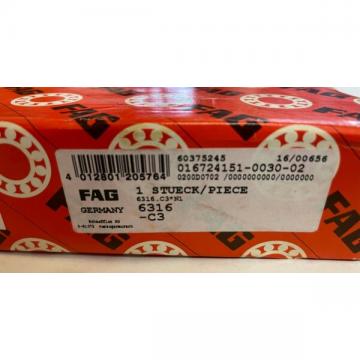 FAG
FAG
FAG
60375245 16/00656
016724151-0030-02
0200D0702 /0000000000/0000000
4 012801 205764
1 STUECK/PIECE
6316.C3*N1
FAG
GERMANY
6316
-C3